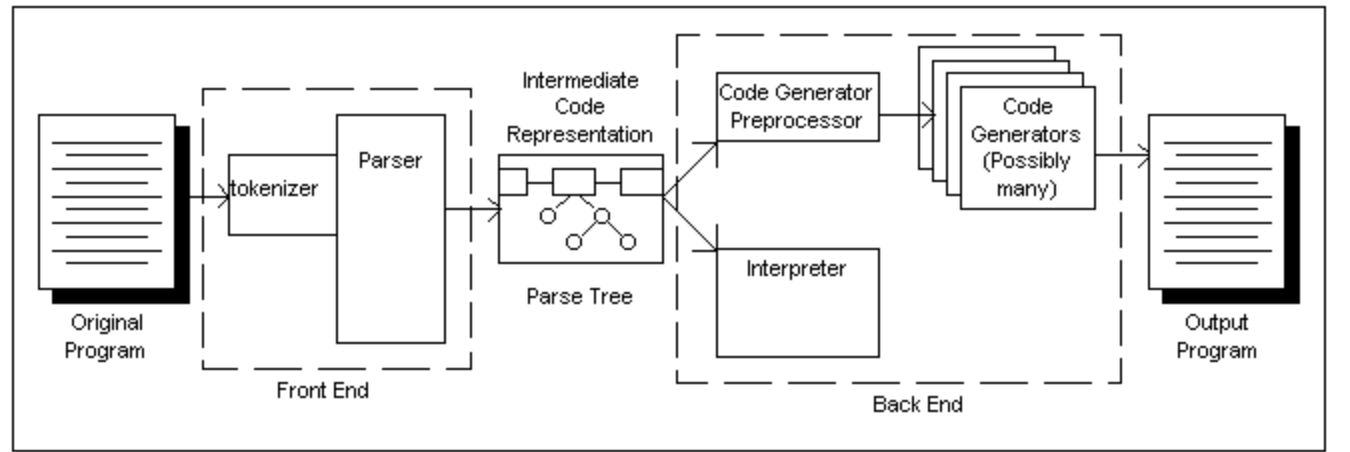 Original
Program
tokenizer
Parser
Front End
Intermediate
Code
Representation
Parse Tree
Code Generator
Preprocessor
Interpreter
Code
Generators
(Possibly
many)
Back End
Output
Program